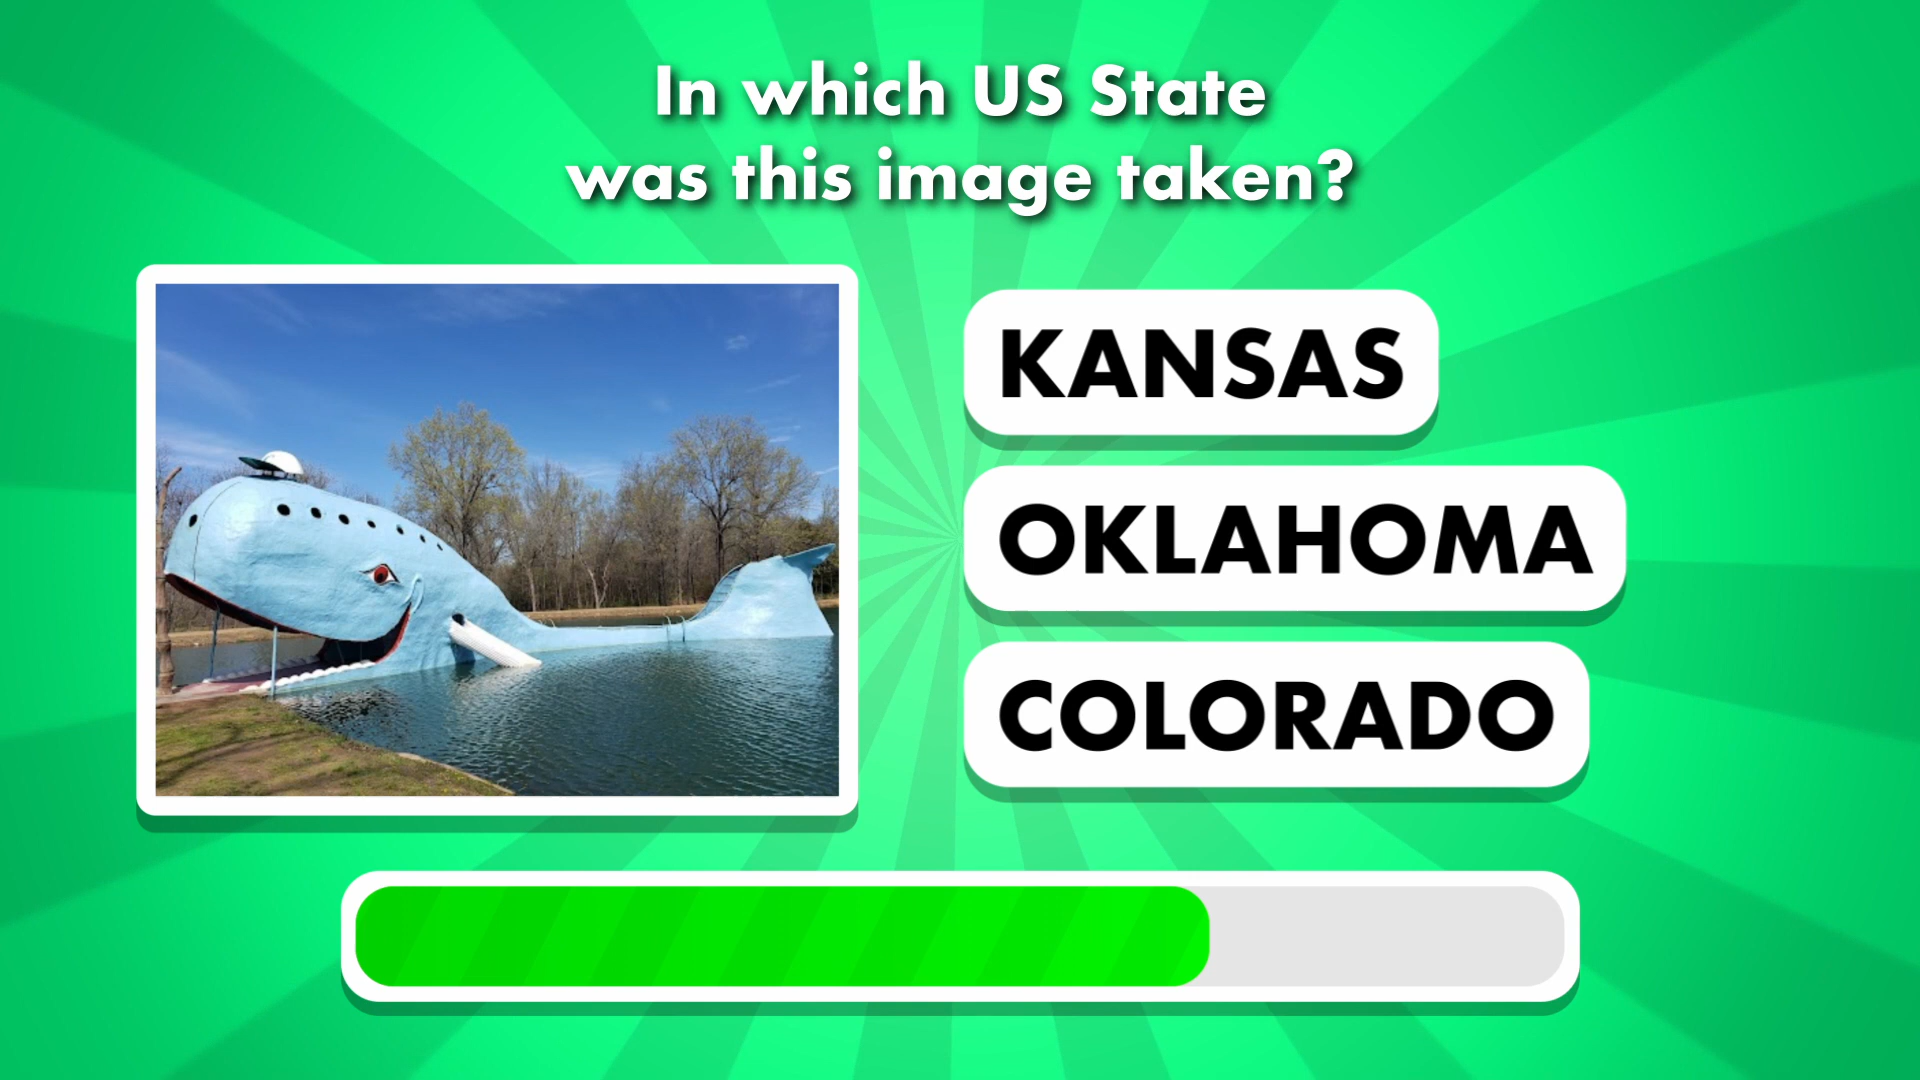 In which US State
was this image taken?
KANSAS
OKLAHOMA
COLORADO